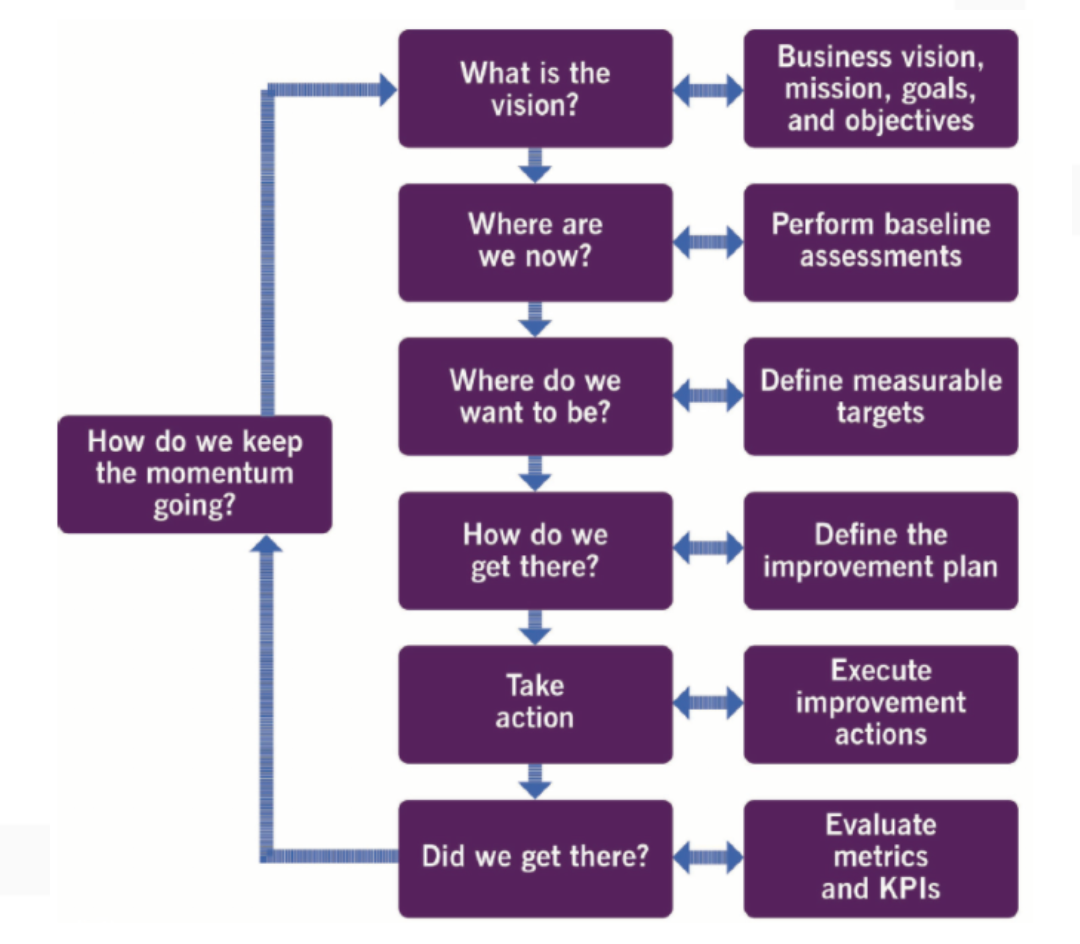 What is the
vision?
Business vision,
mission, goals,
and objectives
Where are
we now?
Perform baseline
assessments
Where do we
want to be?
Define measurable
targets
How do we keep
the momentum
going?
How do we
get there?
Define the
improvement plan
Take
action
Execute
improvement
actions
Did we get there?
Evaluate
metrics
and KPIs